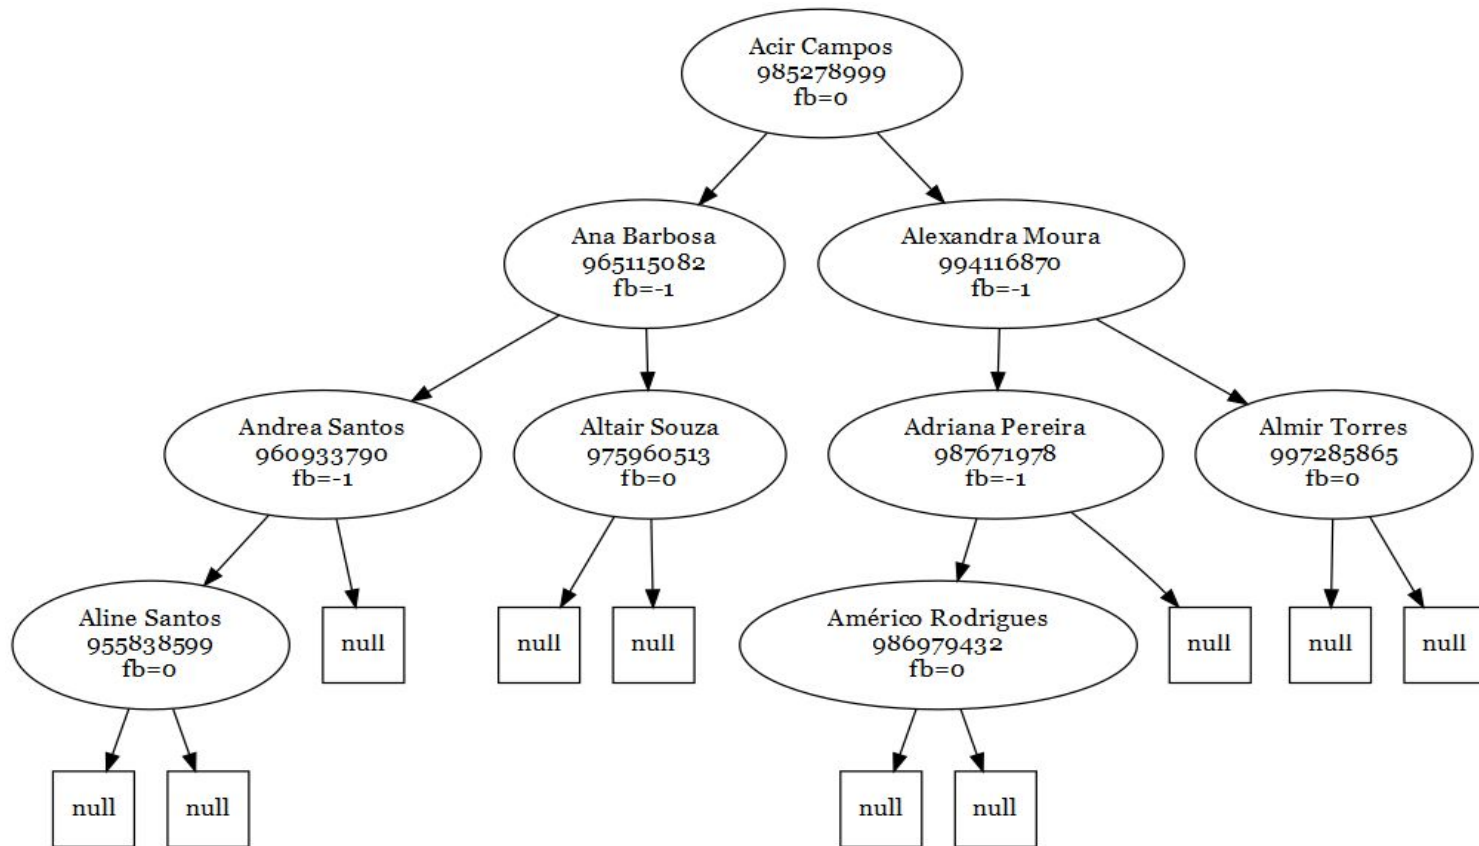 Acir Campos
985278999
fb=0
Ana Barbosa
965115082
fb=-1
Alexandra Moura
994116870
fb=-1
Andrea Santos
960933790
fb=-1
Altair Souza
975960513
fb=0
Adriana Pereira
987671978
fb=-1
Almir Torres
997285865
fb=0
Aline Santos
955838599
fb=0
null
null
null
Américo Rodrigues
986979432
fb=0
null
null
null
null
null
null
null